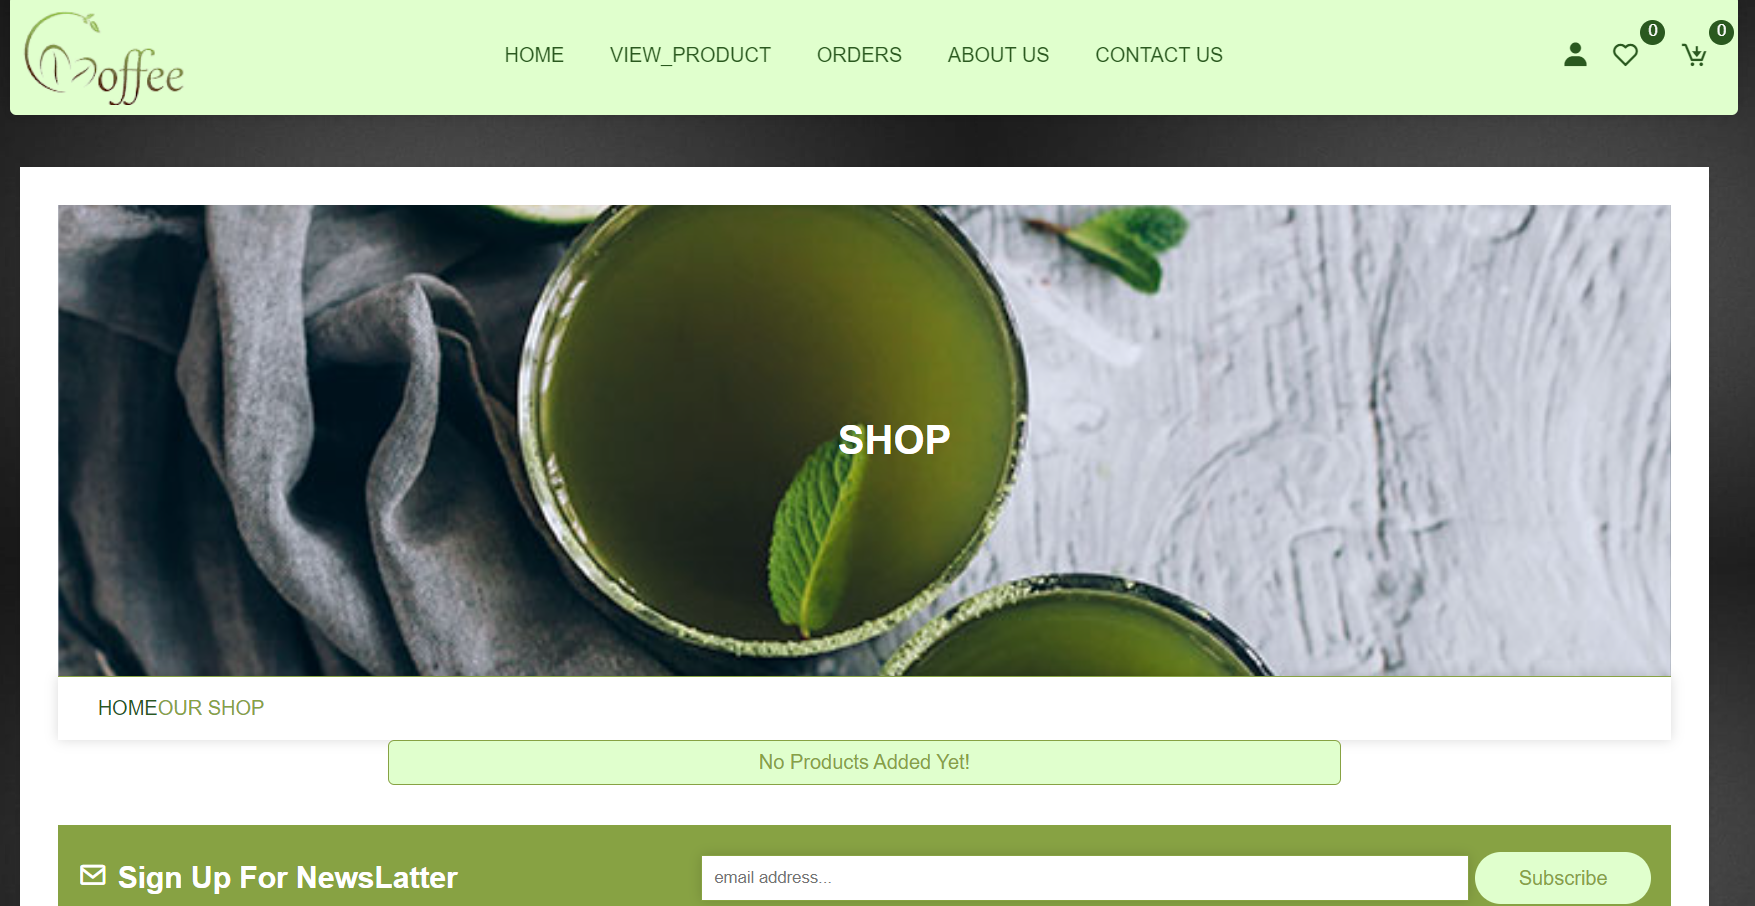 Coffee
HOME VIEW_PRODUCT ORDERS ABOUT US CONTACT US
0 0
SHOP
HOMEOUR SHOP
No Products Added Yet!
Sign Up For NewsLatter
email address...
Subscribe